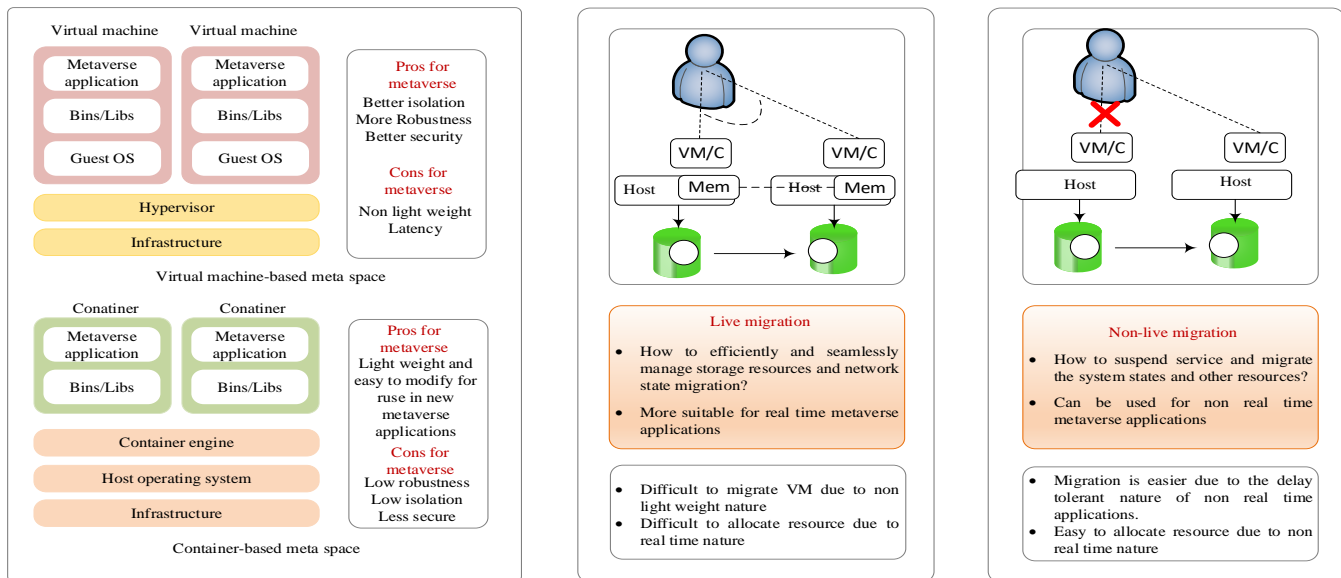 Virtual machine
Virtual machine
Metaverse
application
Bins/Libs
Guest OS
Metaverse
application
Bins/Libs
Guest OS
Hypervisor
Infrastructure
Virtual machine-based meta space
Pros for
metaverse
Better isolation
More Robustness
Better security
Cons for
metaverse
Non light weight
Latency
Conatiner
Conatiner
Metaverse
application
Bins/Libs
Metaverse
application
Bins/Libs
Container engine
Host operating system
Infrastructure
Container-based meta space
Pros for
metaverse
Light weight and
easy to modify for
ruse in new
metaverse
applications
Cons for
metaverse
Low robustness
Low isolation
Less secure
VM/C
VM/C
Host
Mem
Host
Mem
Live migration
• How to efficiently and seamlessly
manage storage resources and network
state migration?
• More suitable for real time metaverse
applications
• Difficult to migrate VM due to non
light weight nature
• Difficult to allocate resource due to
real time nature
VM/C
VM/C
Host
Host
Non-live migration
• How to suspend service and migrate
the system states and other resources?
• Can be used for non real time
metaverse applications
• Migration is easier due to the delay
tolerant nature of non real time
applications.
• Easy to allocate resource due to non
real time nature